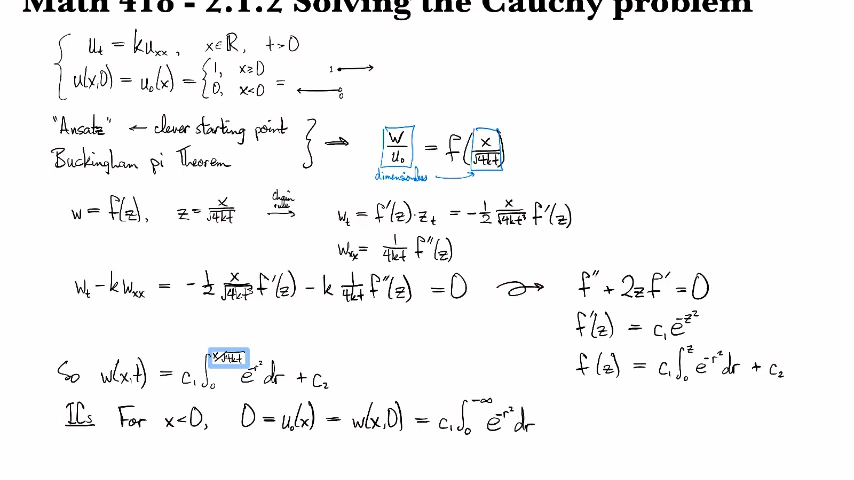 Math 418 - 2.1.2 Solving the Cauchy problem
{ u_t = k u_xx, x∈ℝ, t>0
{ u(x,0) = u_0(x) = { 1, x≥0 1
0, x<0 = 0
"Ansatz" ← clever starting point
Buckingham pi Theorem } ⇒ w/u_0 = f(x/√4kt)
dimensionless
w = f(z), z = x/√4kt chain rule → w_t = f'(z)·z_t = -1/2 x/√4kt³ f'(z)
w_xx = 1/4kt f''(z)
w_t - k w_xx = -1/2 x/√4kt³ f'(z) - k 1/4kt f''(z) = 0 → f'' + 2z f' = 0
f'(z) = c_1 e^{-z²}
f(z) = c_1 ∫_0^z e^{-r²} dr + c_2
So w(x,t) = c_1 ∫_0^{x/√4kt} e^{-r²} dr + c_2
ICs For x<0, 0 = u_0(x) = w(x,0) = c_1 ∫_0^{-∞} e^{-r²} dr